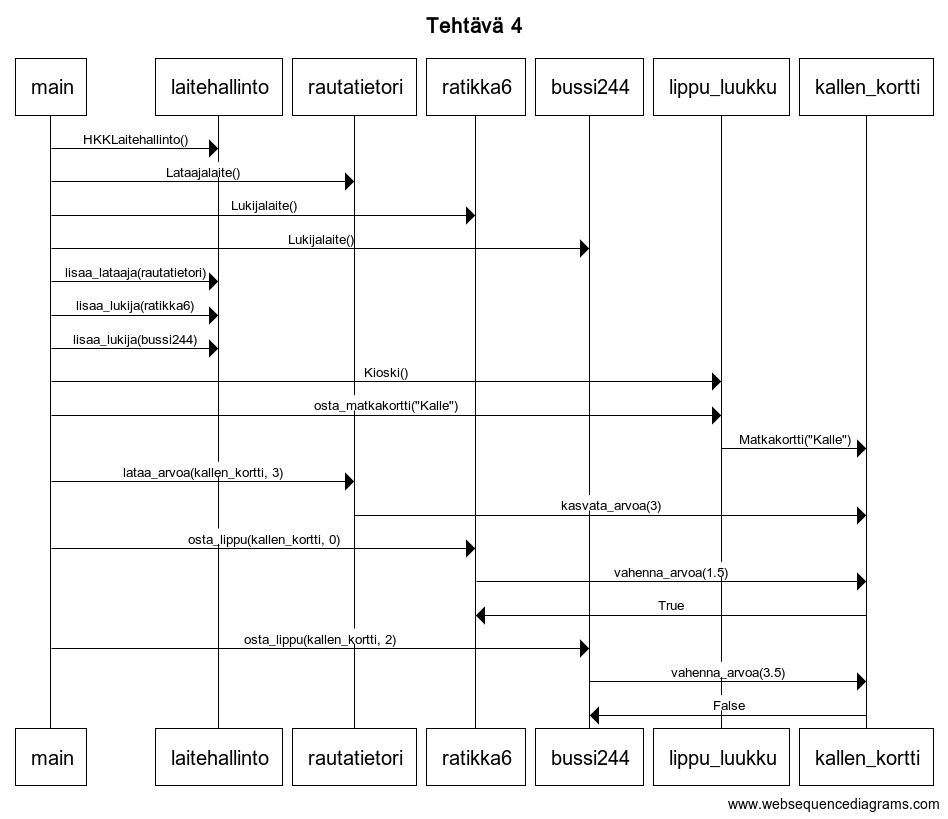 Tehtävä 4
main laitehallinto rautatietori ratikka6 bussi244 lippu_luukku kallen_kortti
HKKLaitehallinto()
Lataajalaite()
Lukijalaite()
Lukijalaite()
lisaa_lataaja(rautatietori)
lisaa_lukija(ratikka6)
lisaa_lukija(bussi244)
Kioski()
osta_matkakortti("Kalle")
Matkakortti("Kalle")
lataa_arvoa(kallen_kortti, 3)
kasvata_arvoa(3)
osta_lippu(kallen_kortti, 0)
vahenna_arvoa(1.5)
True
osta_lippu(kallen_kortti, 2)
vahenna_arvoa(3.5)
False
main laitehallinto rautatietori ratikka6 bussi244 lippu_luukku kallen_kortti
www.websequencediagrams.com